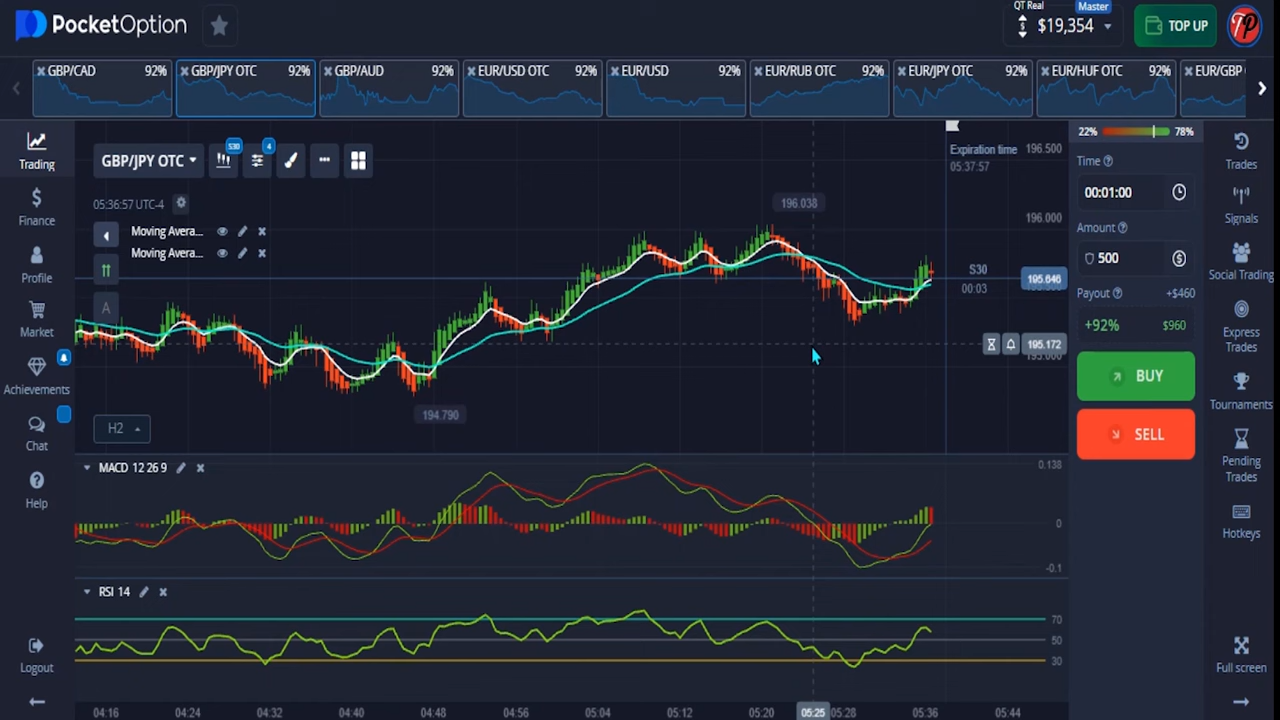 PocketOption
QT Real
Master
$19,354
TOP UP
GBP/CAD 92%
GBP/JPY OTC 92%
GBP/AUD 92%
EUR/USD OTC 92%
EUR/USD 92%
EUR/RUB OTC 92%
EUR/JPY OTC 92%
EUR/HUF OTC 92%
EUR/GBP
Trading
Finance
Profile
Market
Achievements
Chat
Help
Logout
GBP/JPY OTC
S30
4
05:36:57 UTC-4
Moving Avera...
Moving Avera...
A
H2
Expiration time
05:37:57
196.500
196.000
196.038
S30
00:03
195.646
195.172
194.790
MACD 12 26 9
0.138
0
-0.1
RSI 14
70
50
30
04:16 04:24 04:32 04:40 04:48 04:56 05:04 05:12 05:20 05:25 05:28 05:36 05:44
22% 78%
Time
00:01:00
Amount
500
$
Payout +$460
+92% $960
BUY
SELL
Trades
Signals
Social Trading
Express
Trades
Tournaments
Pending
Trades
Hotkeys
Full screen